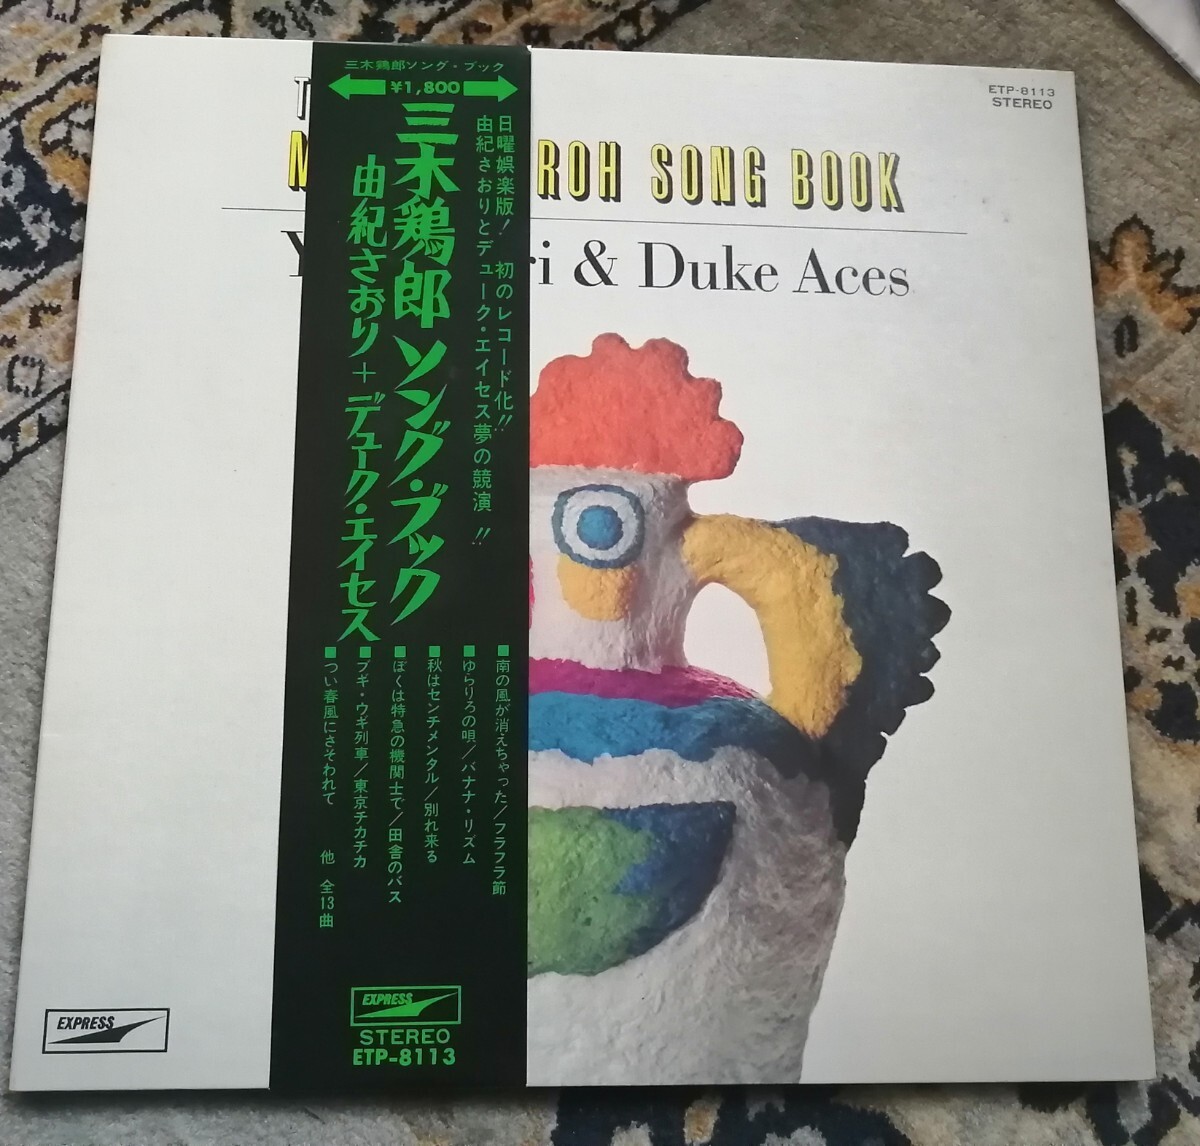 ETP-8113
STEREO
ROH SONG BOOK
ri & Duke Aces
三木鶏郎ソング・ブック
¥1,800
日曜娯楽版! 初のレコード化!!
由紀さおりとデューク・エイセス夢の競演!!
三木鶏郎ソング・ブック
由紀さおり+デューク・エイセス
■南の風が消えちゃった/フラフラ節
■ゆらりろの唄/バナナ・リズム
■秋はセンチメンタル/別れ来る
■ぼくは特急の機関士で/田舎のバス
■ブギ・ウギ列車/東京チカチカ
■つい春風にさそわれて 他 全13曲
EXPRESS
STEREO
ETP-8113
EXPRESS